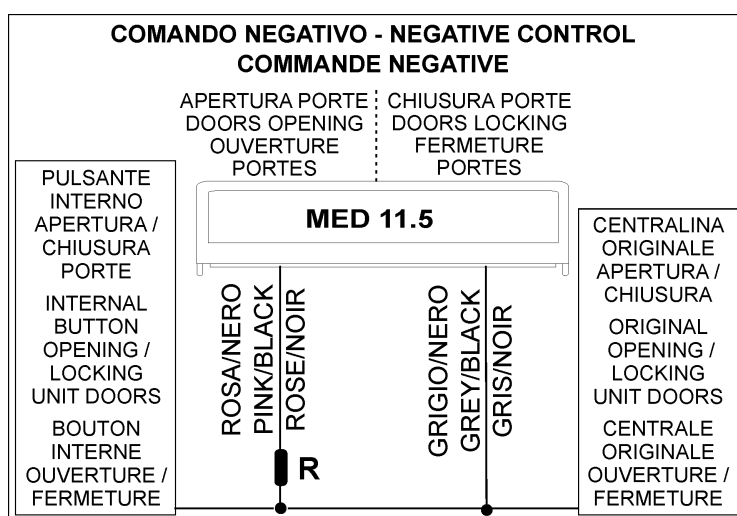 COMANDO NEGATIVO - NEGATIVE CONTROL
COMMANDE NEGATIVE
APERTURA PORTE
DOORS OPENING
OUVERTURE
PORTES
CHIUSURA PORTE
DOORS LOCKING
FERMETURE
PORTES
PULSANTE
INTERNO
APERTURA /
CHIUSURA
PORTE
INTERNAL
BUTTON
OPENING /
LOCKING
UNIT DOORS
BOUTON
INTERNE
OUVERTURE /
FERMETURE
MED 11.5
ROSA/NERO
PINK/BLACK
ROSE/NOIR
R
GRIGIO/NERO
GREY/BLACK
GRIS/NOIR
CENTRALINA
ORIGINALE
APERTURA /
CHIUSURA
ORIGINAL
OPENING /
LOCKING
UNIT DOORS
CENTRALE
ORIGINALE
OUVERTURE /
FERMETURE